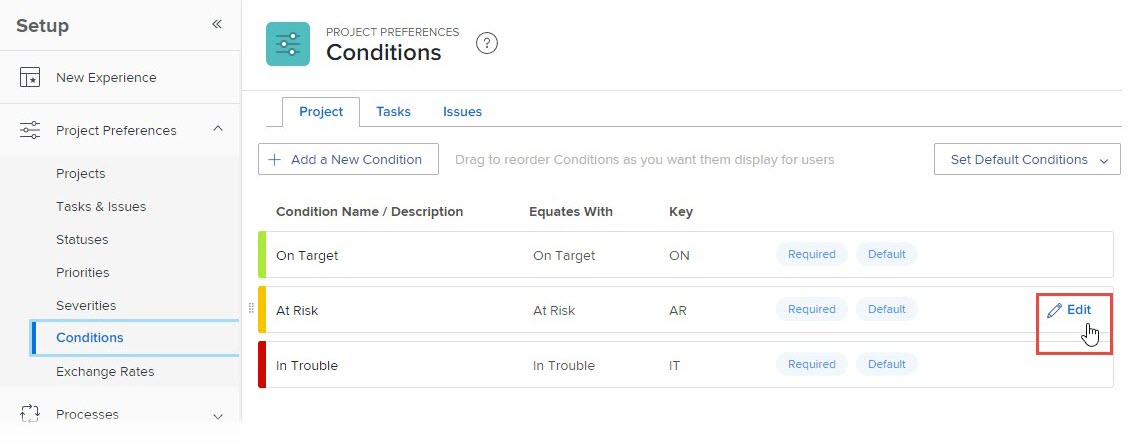 Setup
New Experience
Project Preferences
Projects
Tasks & Issues
Statuses
Priorities
Severities
Conditions
Exchange Rates
Processes
PROJECT PREFERENCES
Conditions
?
Project Tasks Issues
+ Add a New Condition Drag to reorder Conditions as you want them display for users Set Default Conditions
Condition Name / Description Equates With Key
On Target On Target ON Required Default
At Risk At Risk AR Required Default Edit
In Trouble In Trouble IT Required Default